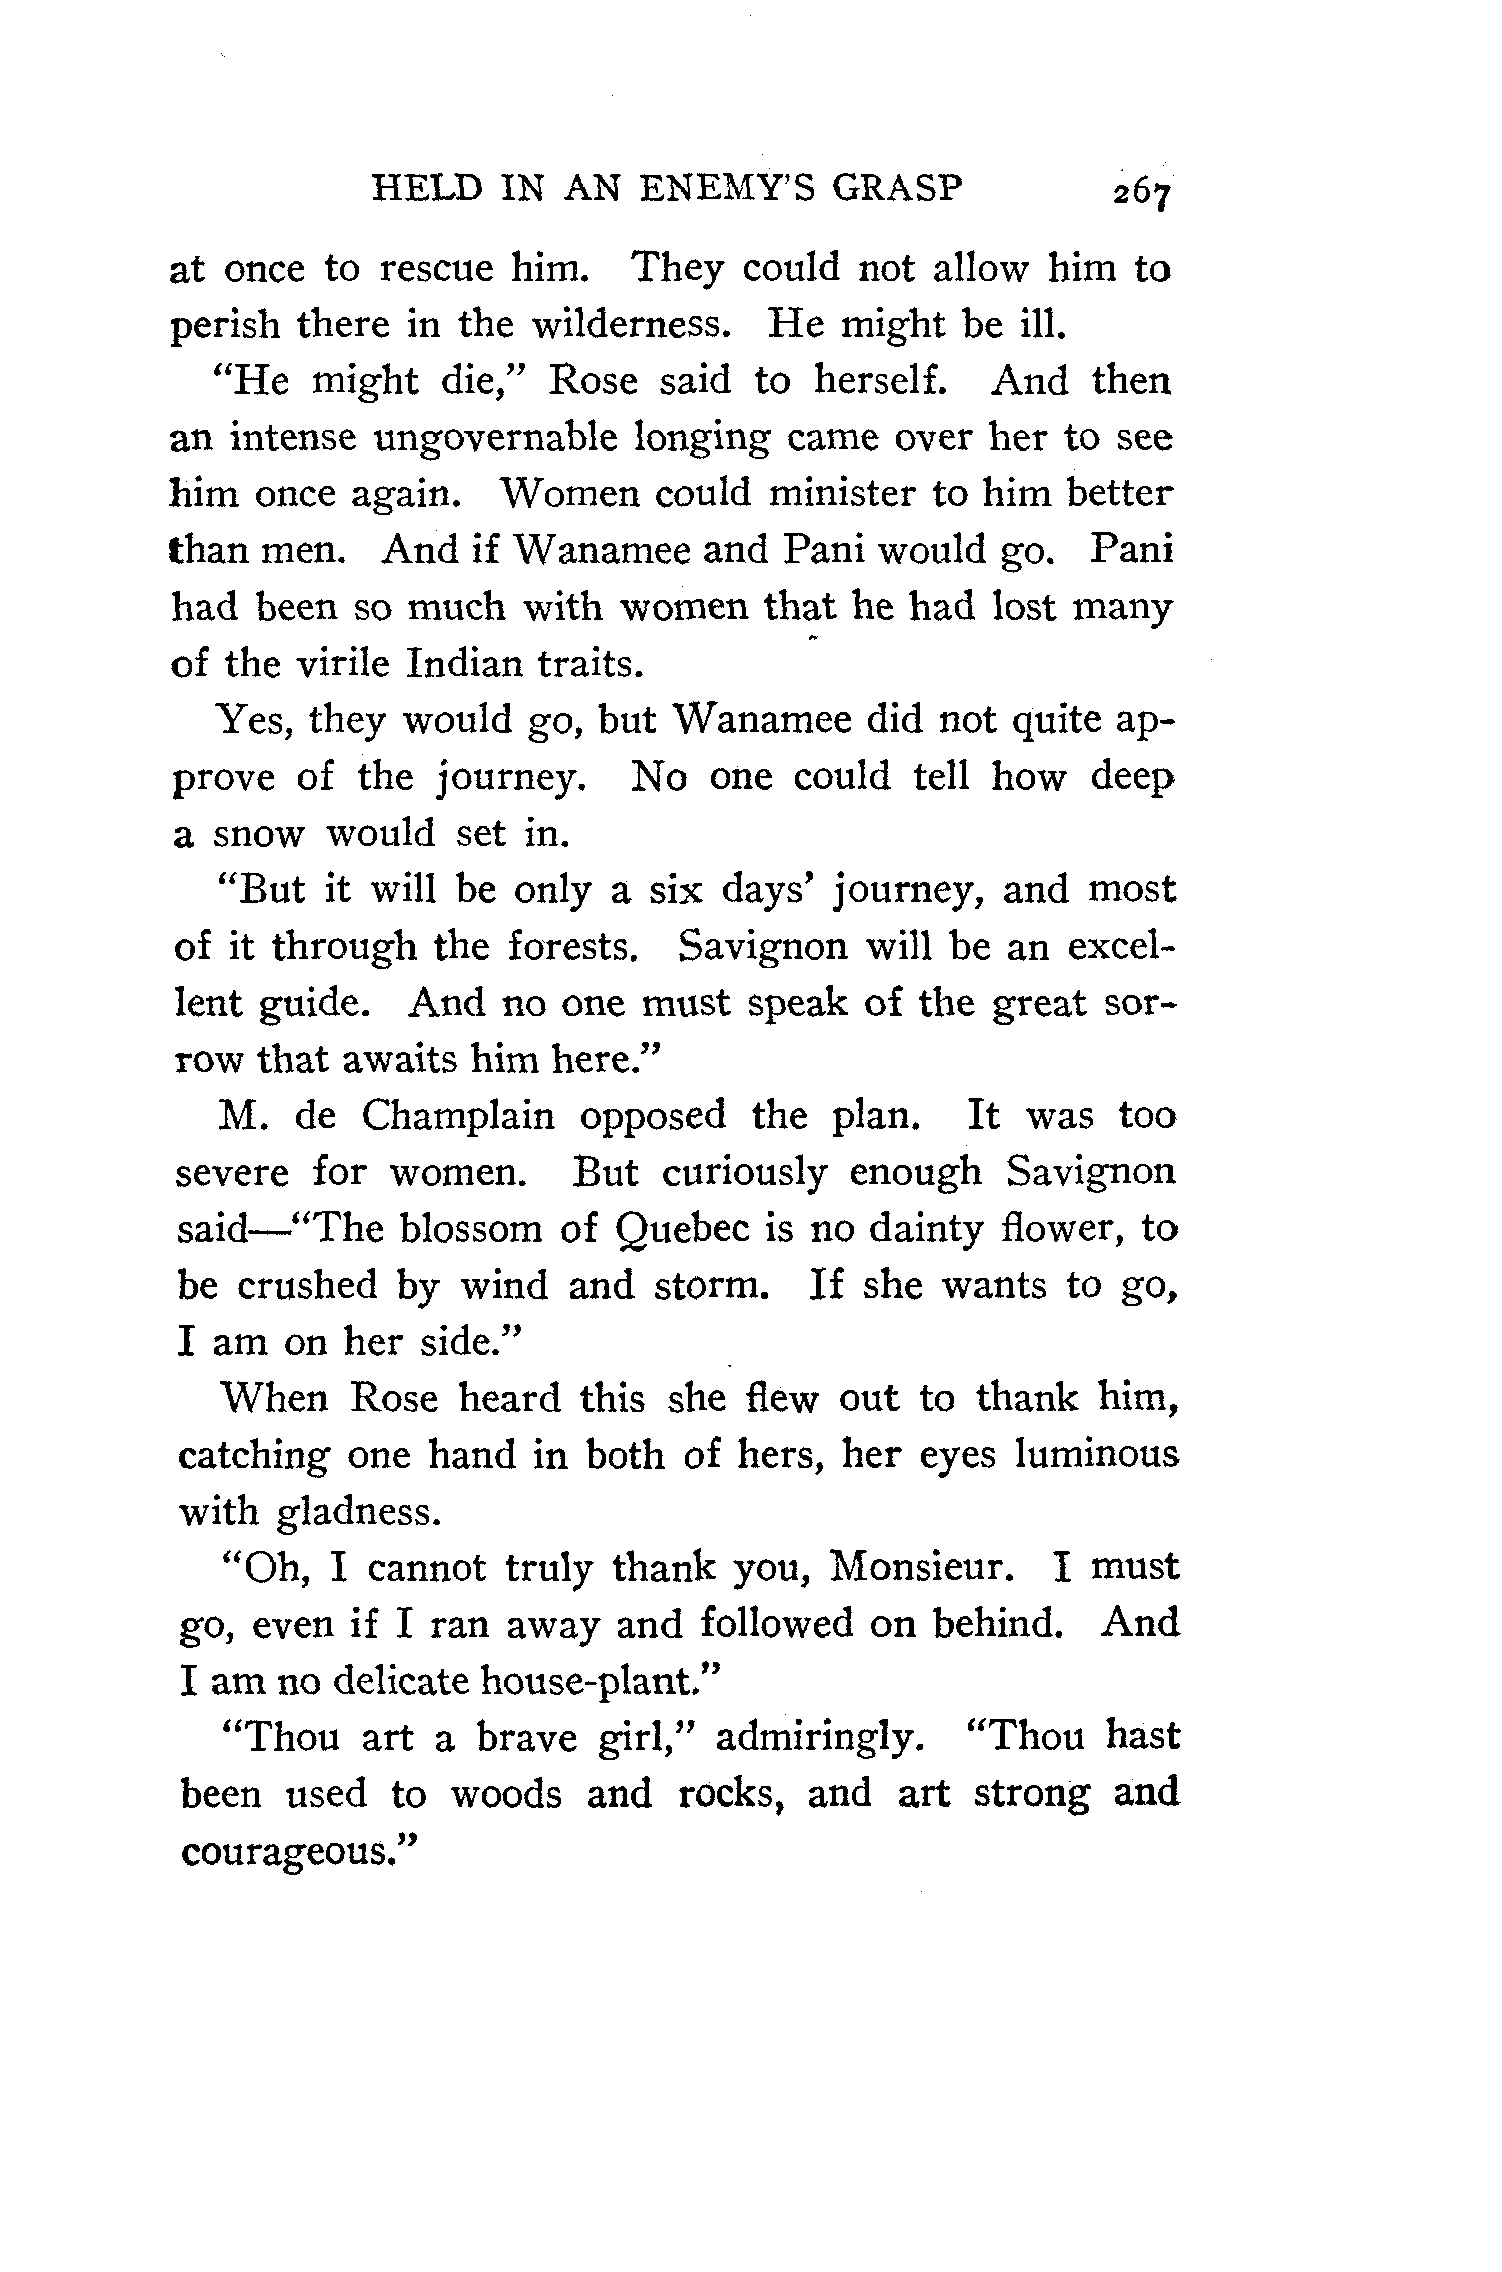 HELD IN AN ENEMY'S GRASP 267
at once to rescue him. They could not allow him to
perish there in the wilderness. He might be ill.
"He might die," Rose said to herself. And then
an intense ungovernable longing came over her to see
him once again. Women could minister to him better
than men. And if Wanamee and Pani would go. Pani
had been so much with women that he had lost many
of the virile Indian traits.
Yes, they would go, but Wanamee did not quite ap-
prove of the journey. No one could tell how deep
a snow would set in.
"But it will be only a six days' journey, and most
of it through the forests. Savignon will be an excel-
lent guide. And no one must speak of the great sor-
row that awaits him here."
M. de Champlain opposed the plan. It was too
severe for women. But curiously enough Savignon
said—"The blossom of Quebec is no dainty flower, to
be crushed by wind and storm. If she wants to go,
I am on her side."
When Rose heard this she flew out to thank him,
catching one hand in both of hers, her eyes luminous
with gladness.
"Oh, I cannot truly thank you, Monsieur. I must
go, even if I ran away and followed on behind. And
I am no delicate house-plant."
"Thou art a brave girl," admiringly. "Thou hast
been used to woods and rocks, and art strong and
courageous."